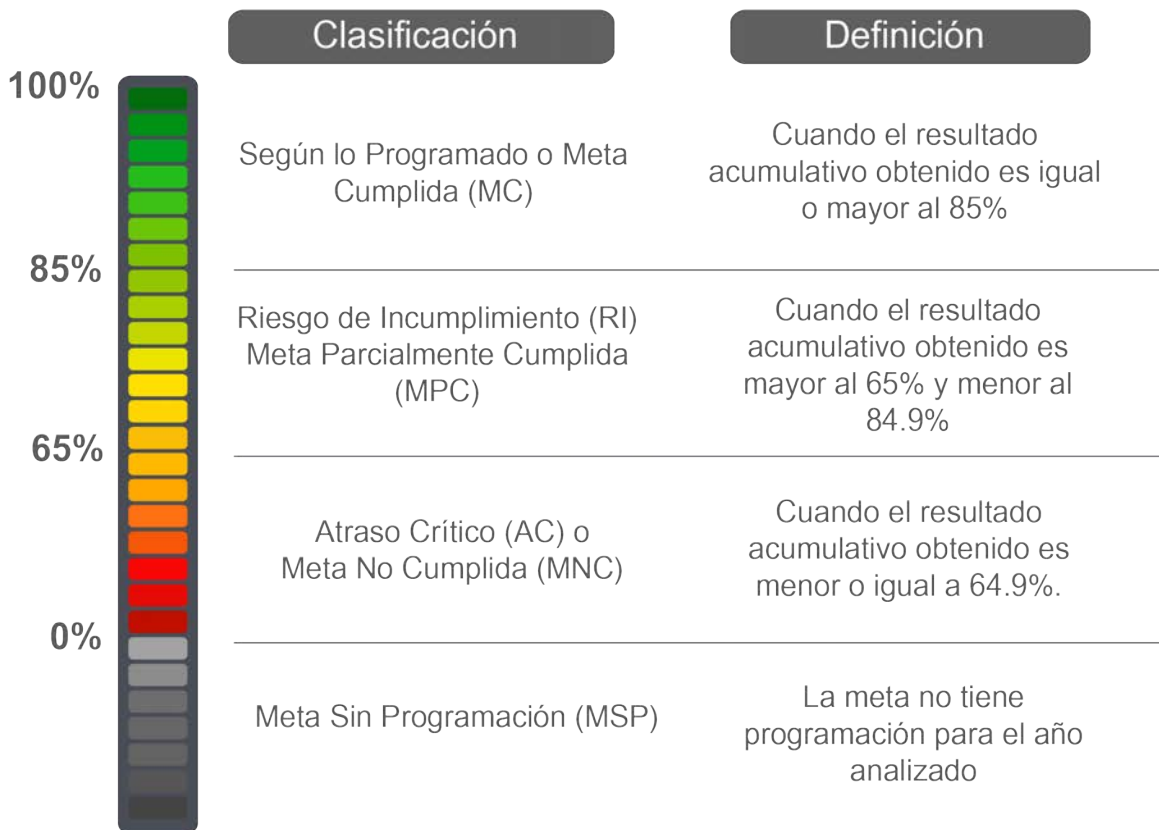 Clasificación
Definición
100%
Según lo Programado o Meta
Cumplida (MC)
Cuando el resultado
acumulativo obtenido es igual
o mayor al 85%
85%
Riesgo de Incumplimiento (RI)
Meta Parcialmente Cumplida
(MPC)
Cuando el resultado
acumulativo obtenido es
mayor al 65% y menor al
84.9%
65%
Atraso Crítico (AC) o
Meta No Cumplida (MNC)
Cuando el resultado
acumulativo obtenido es
menor o igual a 64.9%.
0%
Meta Sin Programación (MSP)
La meta no tiene
programación para el año
analizado